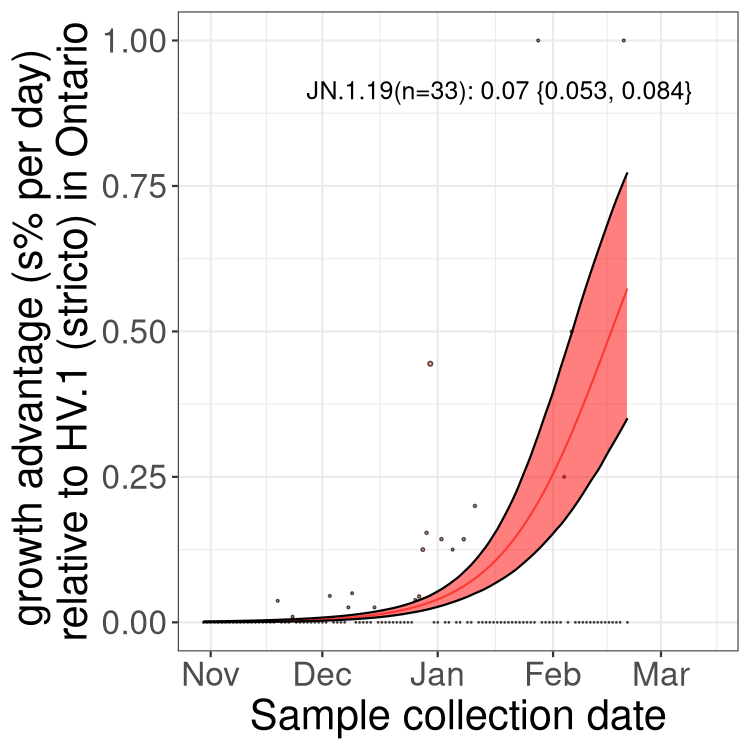 growth advantage (s% per day)
relative to HV.1 (stricto) in Ontario
1.00
0.75
0.50
0.25
0.00
JN.1.19(n=33): 0.07 {0.053, 0.084}
Nov Dec Jan Feb Mar
Sample collection date